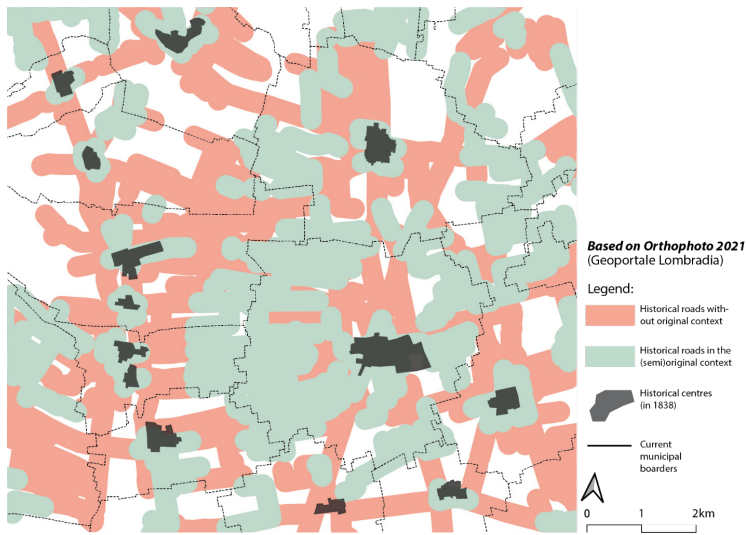 Based on Orthophoto 2021
(Geoportale Lombradia)
Legend:
Historical roads with-
out original context
Historical roads in the
(semi)original context
Historical centres
(in 1838)
Current
municipal
boarders
0 1 2km